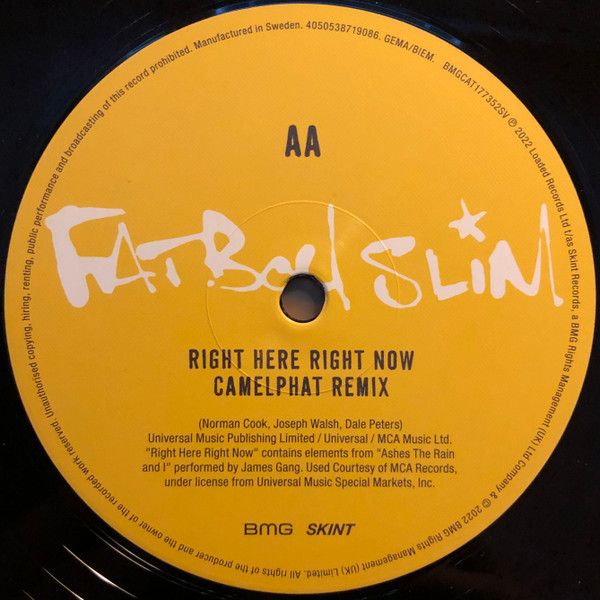 AA
FATBOY SLIM
RIGHT HERE RIGHT NOW
CAMELPHAT REMIX
(Norman Cook, Joseph Walsh, Dale Peters)
Universal Music Publishing Limited / Universal / MCA Music Ltd.
"Right Here Right Now" contains elements from "Ashes The Rain
and I" performed by James Gang. Used Courtesy of MCA Records,
under license from Universal Music Special Markets, Inc.
BMG SKINT
BMGCAT177352SV ℗ 2022 Loaded Records Ltd t/as Skint Records, a BMG Rights Management (UK) Ltd Company & © 2022 BMG Rights Management (UK) Limited. All rights of the producer and the owner of the recorded work reserved. Unauthorised copying, hiring, renting, public performance and broadcasting of this record prohibited. Manufactured in Sweden. 4050538719086. GEMA/BIEM.